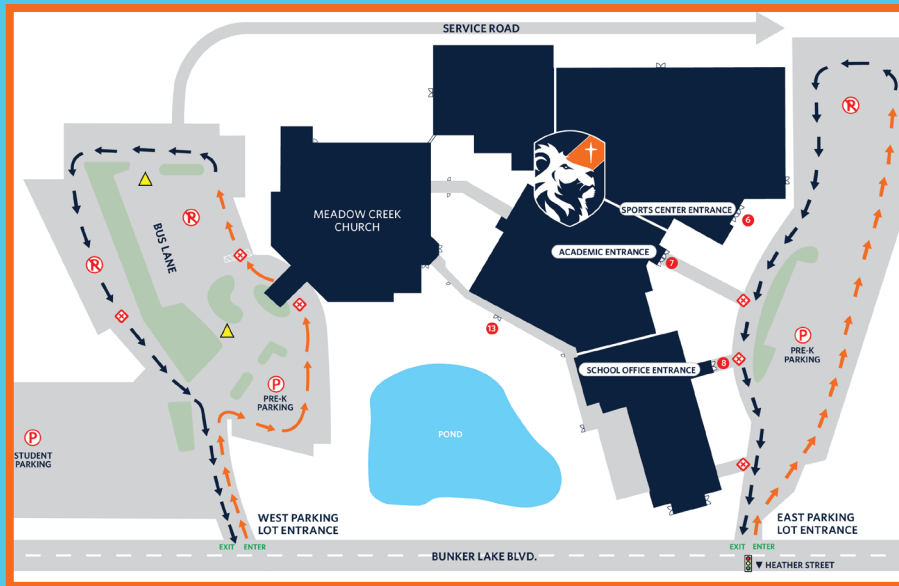 SERVICE ROAD
MEADOW CREEK
CHURCH
BUS LANE
SPORTS CENTER ENTRANCE
6
ACADEMIC ENTRANCE
7
13
SCHOOL OFFICE ENTRANCE
8
P
PRE-K
PARKING
P
PRE-K
PARKING
P
STUDENT
PARKING
POND
P
P
P
WEST PARKING
LOT ENTRANCE
EXIT
ENTER
EAST PARKING
LOT ENTRANCE
EXIT
ENTER
BUNKER LAKE BLVD.
HEATHER STREET